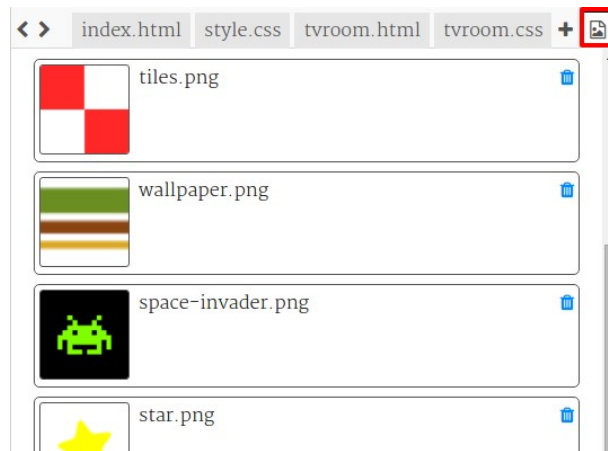 index.html style.css tvroom.html tvroom.css
tiles.png
wallpaper.png
space-invader.png
star.png